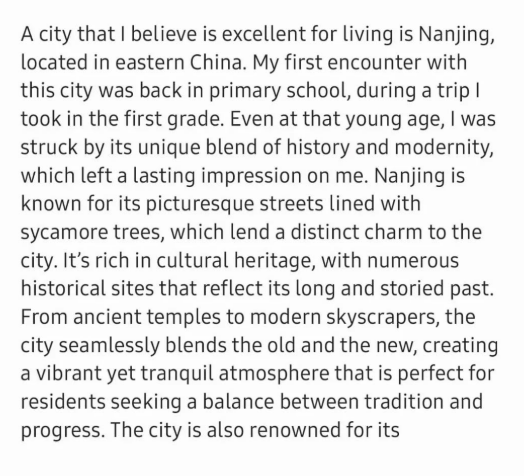 A city that I believe is excellent for living is Nanjing,
located in eastern China. My first encounter with
this city was back in primary school, during a trip I
took in the first grade. Even at that young age, I was
struck by its unique blend of history and modernity,
which left a lasting impression on me. Nanjing is
known for its picturesque streets lined with
sycamore trees, which lend a distinct charm to the
city. It's rich in cultural heritage, with numerous
historical sites that reflect its long and storied past.
From ancient temples to modern skyscrapers, the
city seamlessly blends the old and the new, creating
a vibrant yet tranquil atmosphere that is perfect for
residents seeking a balance between tradition and
progress. The city is also renowned for its